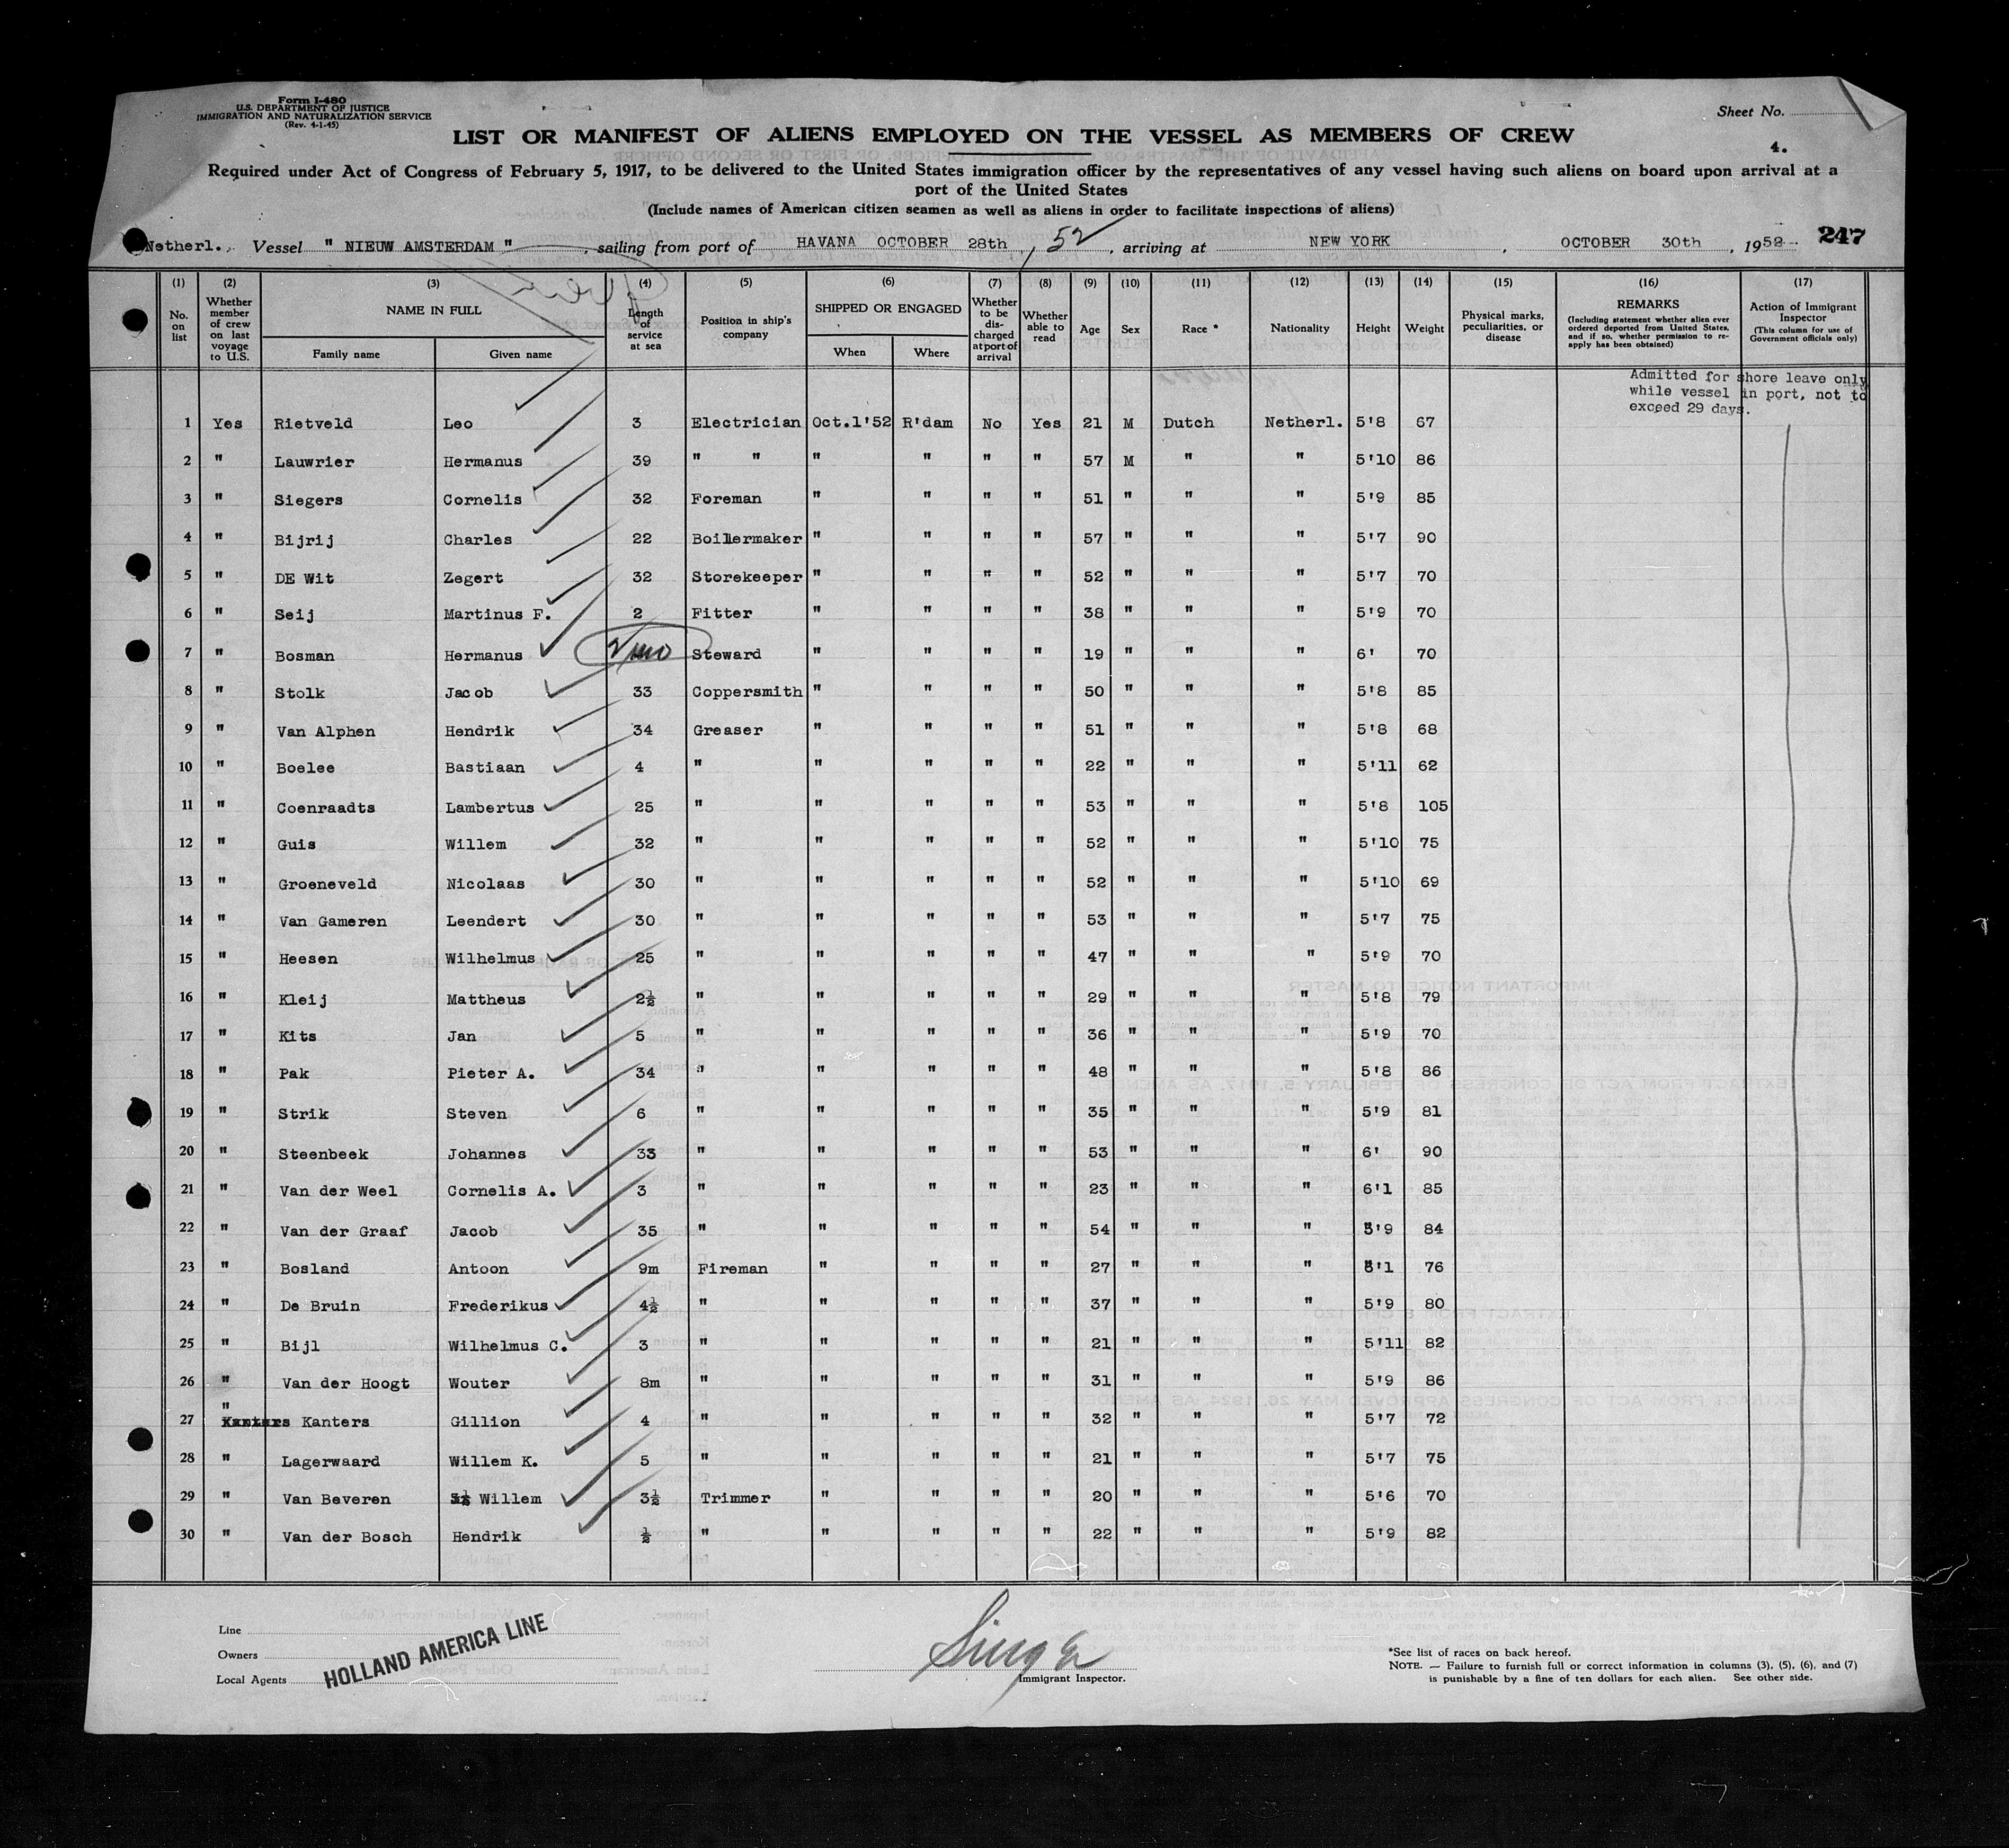 Form I-480
U.S. DEPARTMENT OF JUSTICE
IMMIGRATION AND NATURALIZATION SERVICE
(Rev. 4-1-45)
Sheet No.
4.
LIST OR MANIFEST OF ALIENS EMPLOYED ON THE VESSEL AS MEMBERS OF CREW
Required under Act of Congress of February 5, 1917, to be delivered to the United States immigration officer by the representatives of any vessel having such aliens on board upon arrival at a
port of the United States
(Include names of American citizen seamen as well as aliens in order to facilitate inspections of aliens)
Netherl. Vessel " NIEUW AMSTERDAM " sailing from port of HAVANA OCTOBER 28th, 52, arriving at NEW YORK, OCTOBER 30th, 1952 247
(1) No. on list (2) Whether member of crew on last voyage to U.S. (3) NAME IN FULL Family name Given name (4) Length of service at sea (5) Position in ship's company (6) SHIPPED OR ENGAGED When Where (7) Whether to be discharged at port of arrival (8) Whether able to read (9) Age (10) Sex (11) Race * (12) Nationality (13) Height (14) Weight (15) Physical marks, peculiarities, or disease (16) REMARKS (Including statement whether alien ever ordered deported from United States, and if so, whether permission to re-apply has been obtained) (17) Action of Immigrant Inspector (This column for use of Government officials only)
Admitted for shore leave only
while vessel in port, not to
exceed 29 days.
1 Yes Rietveld Leo 3 Electrician Oct.1'52 R'dam No Yes 21 M Dutch Netherl. 5'8 67
2 " Lauwrier Hermanus 39 " " " " " " 57 M " " 5'10 86
3 " Siegers Cornelis 32 Foreman " " " " 51 " " " 5'9 85
4 " Bijrij Charles 22 Boilermaker " " " " 57 " " " 5'7 90
5 " DE Wit Zegert 32 Storekeeper " " " " 52 " " " 5'7 70
6 " Seij Martinus F. 2 Fitter " " " " 38 " " " 5'9 70
7 " Bosman Hermanus Steward " " " " 19 " " " 6' 70
8 " Stolk Jacob 33 Coppersmith " " " " 50 " " " 5'8 85
9 " Van Alphen Hendrik 34 Greaser " " " " 51 " " " 5'8 68
10 " Boelee Bastiaan 4 " " " " " 22 " " " 5'11 62
11 " Coenraadts Lambertus 25 " " " " " 53 " " " 5'8 105
12 " Guis Willem 32 " " " " " 52 " " " 5'10 75
13 " Groeneveld Nicolaas 30 " " " " " 52 " " " 5'10 69
14 " Van Gameren Leendert 30 " " " " " 53 " " " 5'7 75
15 " Heesen Wilhelmus 25 " " " " " 47 " " " 5'9 70
16 " Kleij Mattheus 2½ " " " " " 29 " " " 5'8 79
17 " Kits Jan 5 " " " " " 36 " " " 5'9 70
18 " Pak Pieter A. 34 " " " " " 48 " " " 5'8 86
19 " Strik Steven 6 " " " " " 35 " " " 5'9 81
20 " Steenbeek Johannes 33 " " " " " 53 " " " 6' 90
21 " Van der Weel Cornelis A. 3 " " " " " 23 " " " 6'1 85
22 " Van der Graaf Jacob 35 " " " " " 54 " " " 5'9 84
23 " Bosland Antoon 9m Fireman " " " " 27 " " " 76
24 " De Bruin Frederikus 4½ " " " " " 37 " " " 5'9 80
25 " Bijl Wilhelmus C. 3 " " " " " 21 " " " 5'11 82
26 " Van der Hoogt Wouter 8m " " " " " 31 " " " 5'9 86
27 " Kanters Gillion 4 " " " " " 32 " " " 5'7 72
28 " Lagerwaard Willem K. 5 " " " " " 21 " " " 5'7 75
29 " Van Beveren Willem 3½ Trimmer " " " " 20 " " " 5'6 70
30 " Van der Bosch Hendrik ½ " " " " " 22 " " " 5'9 82
Line
Owners
Local Agents
HOLLAND AMERICA LINE
Immigrant Inspector.
*See list of races on back hereof.
NOTE. — Failure to furnish full or correct information in columns (3), (5), (6), and (7)
is punishable by a fine of ten dollars for each alien. See other side.